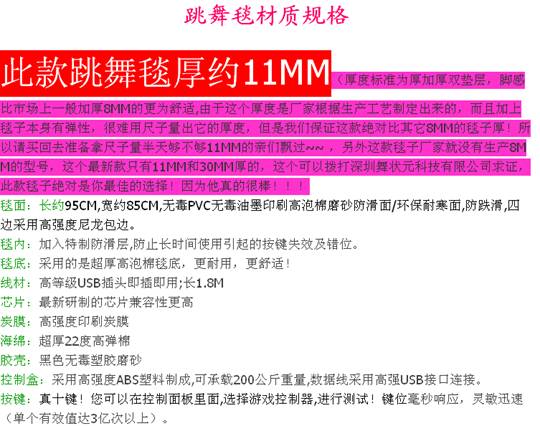 跳舞毯材质规格
此款跳舞毯厚约11MM（厚度标准为厚加厚双垫层，脚感
比市场上一般加厚8MM的更为舒适,由于这个厚度是厂家根据生产工艺制定出来的，而且加上
毯子本身有弹性，很难用尺子量出它的厚度，但是我们保证这款绝对比其它8MM的毯子厚！所
以请买回去准备拿尺子量半天够不够11MM的亲们飘过~~ ，另外这款毯子厂家就没有生产8M
M的型号，这个最新款只有11MM和30MM厚的，这个可以拨打深圳舞状元科技有限公司求证，
此款毯子绝对是你最佳的选择！因为他真的很棒！！！
毯面：长约95CM,宽约85CM,无毒PVC无毒油墨印刷高泡棉磨砂防滑面/环保耐寒面,防跌滑,四
边采用高强度尼龙包边。
毯内：加入特制防滑层,防止长时间使用引起的按键失效及错位。
毯底：采用的是超厚高泡棉毯底，更耐用，更舒适！
线材：高等级USB插头即插即用;长1.8M
芯片：最新研制的芯片兼容性更高
炭膜：高强度印刷炭膜
海绵：超厚22度高弹棉
胶壳：黑色无毒塑胶磨砂
控制盒：采用高强度ABS塑料制成,可承载200公斤重量,数据线采用高强USB接口连接。
按键：真十键！您可以在控制面板里面,选择游戏控制器,进行测试！键位毫秒响应，灵敏迅速
（单个有效值达3亿次以上）。